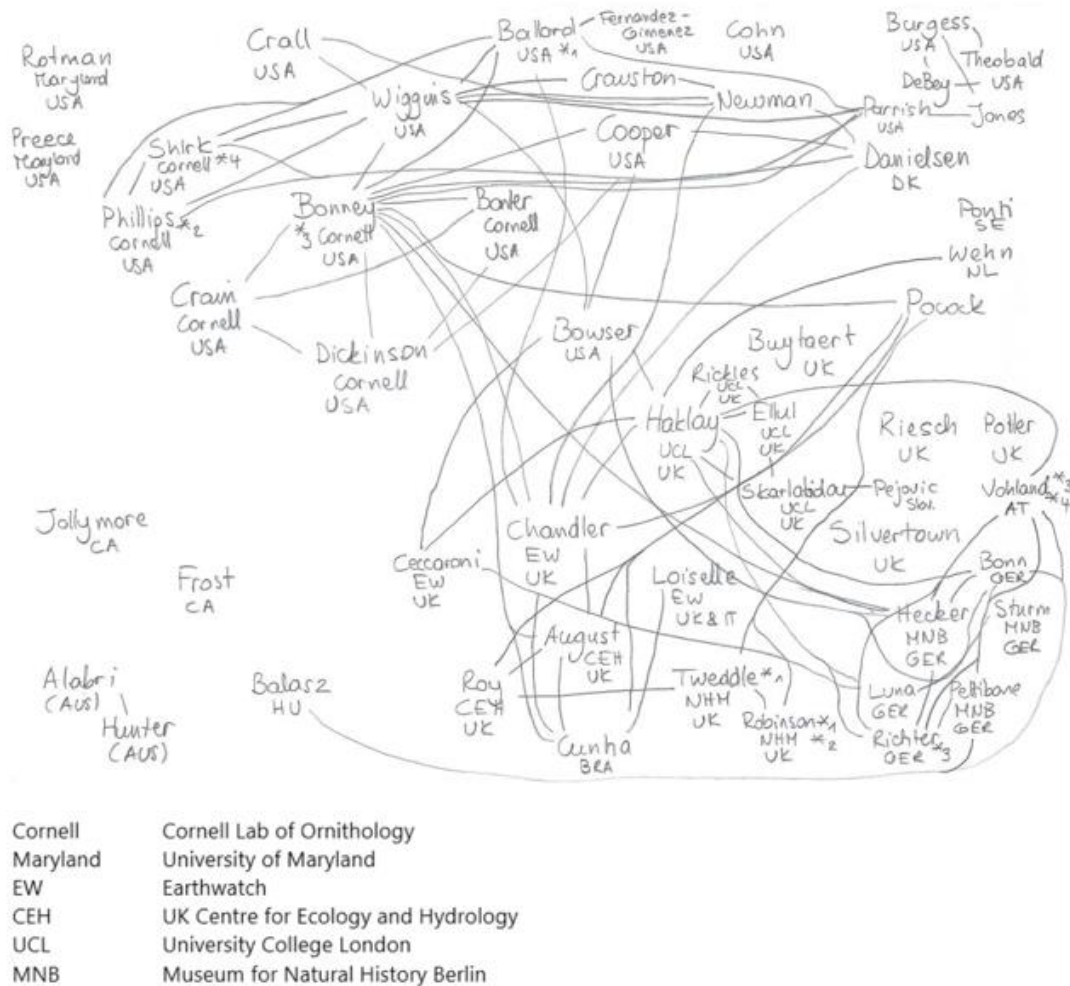 Rotman
Maryland
USA
Crall
USA
Ballard
USA *1
Fernandez-
Gimenez
USA
Cohn
USA
Burgess
USA
Theobald
USA
DeBey
Preece
Maylord
USA
Wiggins
USA
Crauston
Newman
Parrish
USA
Jones
Shirk
Cornell *4
USA
Cooper
USA
Danielsen
DK
Phillips *2
Cornell
USA
Bonney
*3 Cornell
USA
Cornell
USA
Ponti
SE
Wehn
NL
Crain
Cornell
USA
Dickinson
Cornell
USA
Bowser
USA
Pocock
Buytaert
UK
Rickles
UCL
UK
Haklay
UCL
UK
Ellul
UCL
UK
Riesch
UK
Potter
UK
Skarlatidou
UCL
UK
Pejovic
Slov.
Vohland *3
*4
AT
Jollymore
CA
Frost
CA
Ceccaroni
EW
UK
Chandler
EW
UK
Loiselle
EW
UK & IT
Silvertown
UK
Bonn
GER
Hecker
MNB
GER
Sturm
MNB
GER
August
CEH
UK
Alabri
(AUS)
Hunter
(AUS)
Balasz
HU
Roy
CEH
UK
Tweddle *1
NHM
UK
Robinson *1
*2
NHM
UK
Luna
GER
Pettibone
MNB
GER
Richter *3
GER
Cunha
BRA
Cornell Cornell Lab of Ornithology
Maryland University of Maryland
EW Earthwatch
CEH UK Centre for Ecology and Hydrology
UCL University College London
MNB Museum for Natural History Berlin